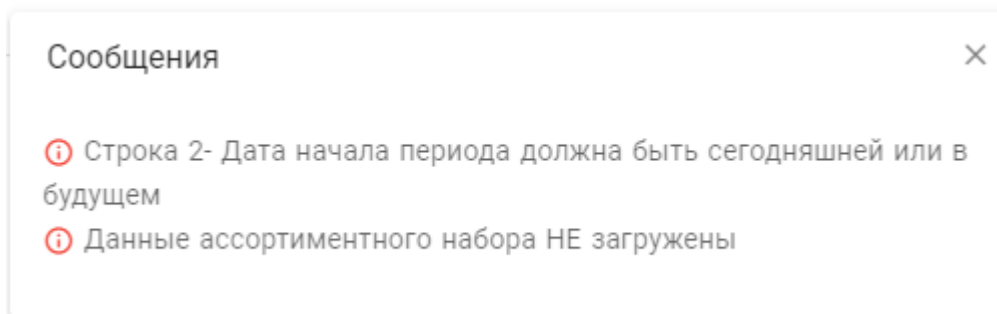 Сообщения
Строка 2- Дата начала периода должна быть сегодняшней или в
будущем
Данные ассортиментного набора НЕ загружены